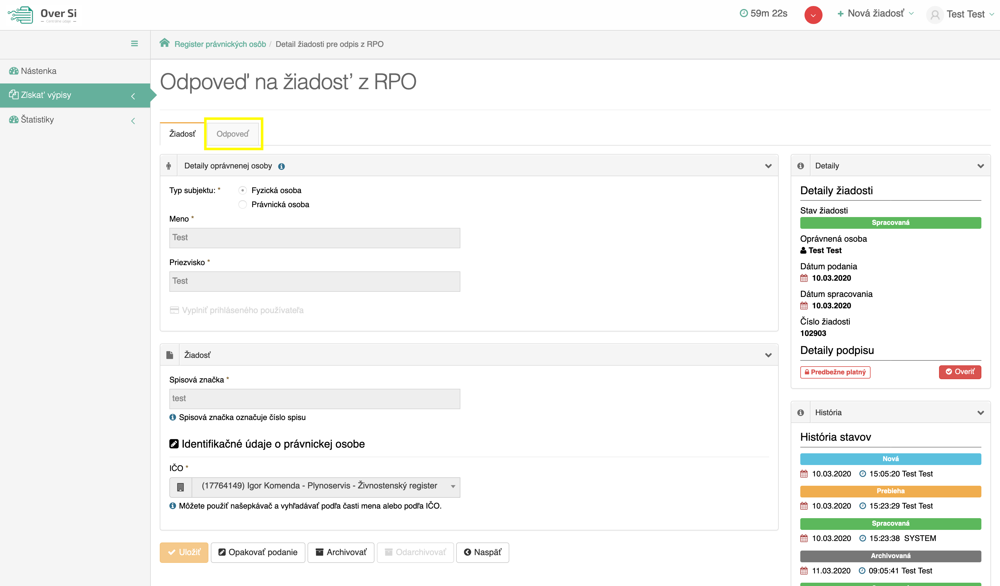 Over Si
Centrálne údaje
59m 22s
Nová žiadosť
Test Test
Register právnických osôb / Detail žiadosti pre odpis z RPO
Nástenka
Získať výpisy
Štatistiky
Odpoveď na žiadosť z RPO
Žiadosť
Odpoveď
Detaily oprávnenej osoby
Typ subjektu: *
Fyzická osoba
Právnická osoba
Meno *
Test
Priezvisko *
Test
Vyplniť prihláseného používateľa
Žiadosť
Spisová značka *
test
Spisová značka označuje číslo spisu
Identifikačné údaje o právnickej osobe
IČO *
(17764149) Igor Komenda - Plynoservis - Živnostenský register
Môžete použiť našepkávač a vyhľadávať podľa časti mena alebo podľa IČO.
Uložiť
Opakovať podanie
Archivovať
Odarchivovať
Naspäť
Detaily
Detaily žiadosti
Stav žiadosti
Spracovaná
Oprávnená osoba
Test Test
Dátum podania
10.03.2020
Dátum spracovania
10.03.2020
Číslo žiadosti
102903
Detaily podpisu
Predbežne platný
Overiť
História
História stavov
Nová
10.03.2020 15:05:20 Test Test
Prebieha
10.03.2020 15:23:29 Test Test
Spracovaná
10.03.2020 15:23:38 SYSTEM
Archivovaná
11.03.2020 09:05:41 Test Test